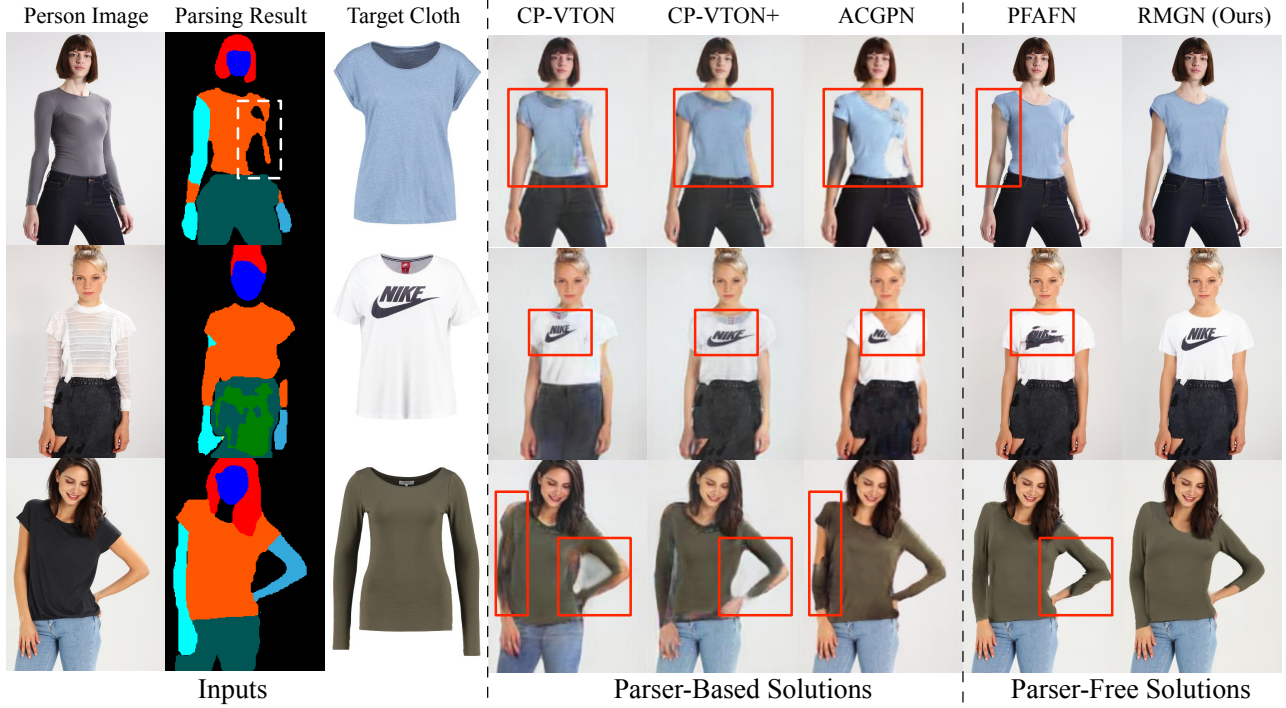 Person Image
Parsing Result
Target Cloth
CP-VTON
CP-VTON+
ACGPN
PFAFN
RMGN (Ours)
NIKE
NIKE
NIKE
NIKE
Inputs
Parser-Based Solutions
Parser-Free Solutions